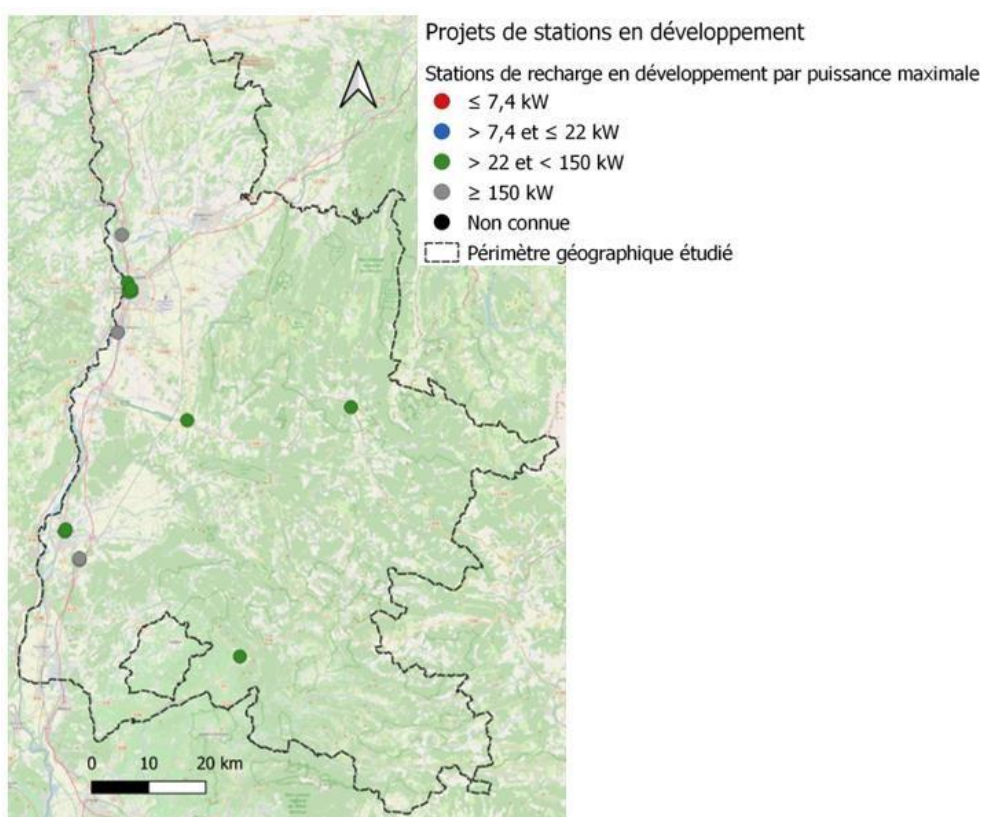 Projets de stations en développement
Stations de recharge en développement par puissance maximale
≤ 7,4 kW
> 7,4 et ≤ 22 kW
> 22 et < 150 kW
≥ 150 kW
Non connue
Périmètre géographique étudié
0 10 20 km